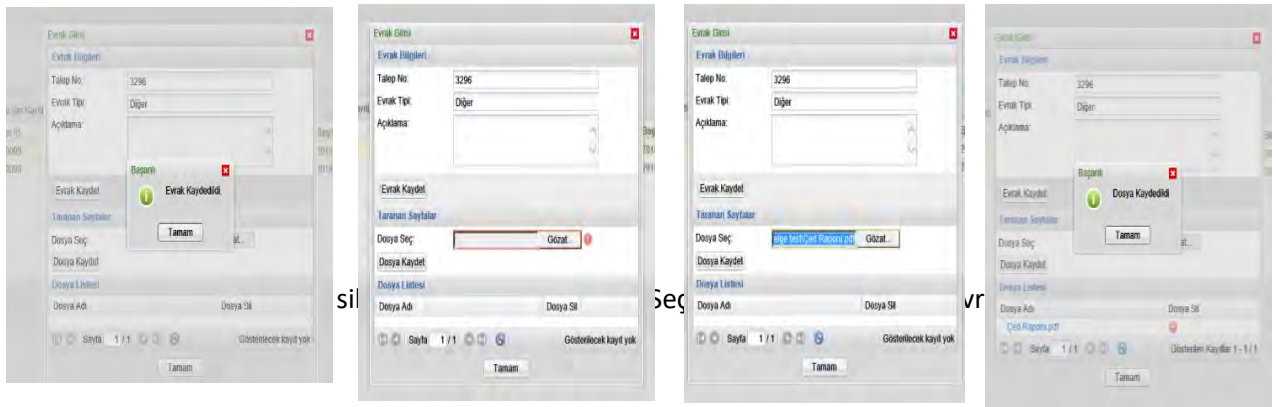 Evrak Girişi
Evrak Bilgileri
Talep No: 3296
Evrak Tipi: Diğer
Açıklama:
Başarılı
Evrak Kaydedildi.
Tamam
Evrak Kaydet
Taranan Sayfalar
Dosya Seç:
Dosya Kaydet
Dosya Listesi
Dosya Adı Dosya Sil
Sayfa 1 / 1 Gösterilecek kayıt yok
Tamam
Evrak Girişi
Evrak Bilgileri
Talep No: 3296
Evrak Tipi: Diğer
Açıklama:
Evrak Kaydet
Taranan Sayfalar
Dosya Seç: Gözat...
Dosya Kaydet
Dosya Listesi
Dosya Adı Dosya Sil
Sayfa 1 / 1 Gösterilecek kayıt yok
Tamam
Evrak Girişi
Evrak Bilgileri
Talep No: 3296
Evrak Tipi: Diğer
Açıklama:
Evrak Kaydet
Taranan Sayfalar
Dosya Seç: elge test\Çed Raporu.pdf Gözat...
Dosya Kaydet
Dosya Listesi
Dosya Adı Dosya Sil
Sayfa 1 / 1 Gösterilecek kayıt yok
Tamam
Evrak Girişi
Evrak Bilgileri
Talep No: 3296
Evrak Tipi: Diğer
Açıklama:
Başarılı
Dosya Kaydedildi
Tamam
Evrak Kaydet
Taranan Sayfalar
Dosya Seç:
Dosya Kaydet
Dosya Listesi
Dosya Adı Dosya Sil
Çed Raporu.pdf
Sayfa 1 / 1 Gösterilen Kayıtlar 1 - 1 / 1
Tamam